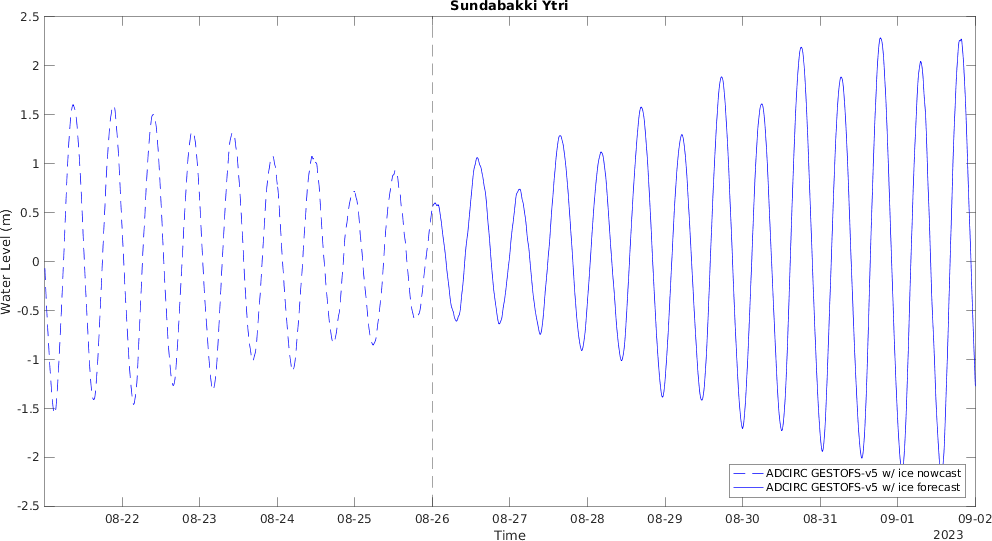 Sundabakki Ytri
2.5
2
1.5
1
0.5
0
-0.5
-1
-1.5
-2
-2.5
Water Level (m)
ADCIRC GESTOFS-v5 w/ ice nowcast
ADCIRC GESTOFS-v5 w/ ice forecast
08-22 08-23 08-24 08-25 08-26 08-27 08-28 08-29 08-30 08-31 09-01 09-02
Time
2023